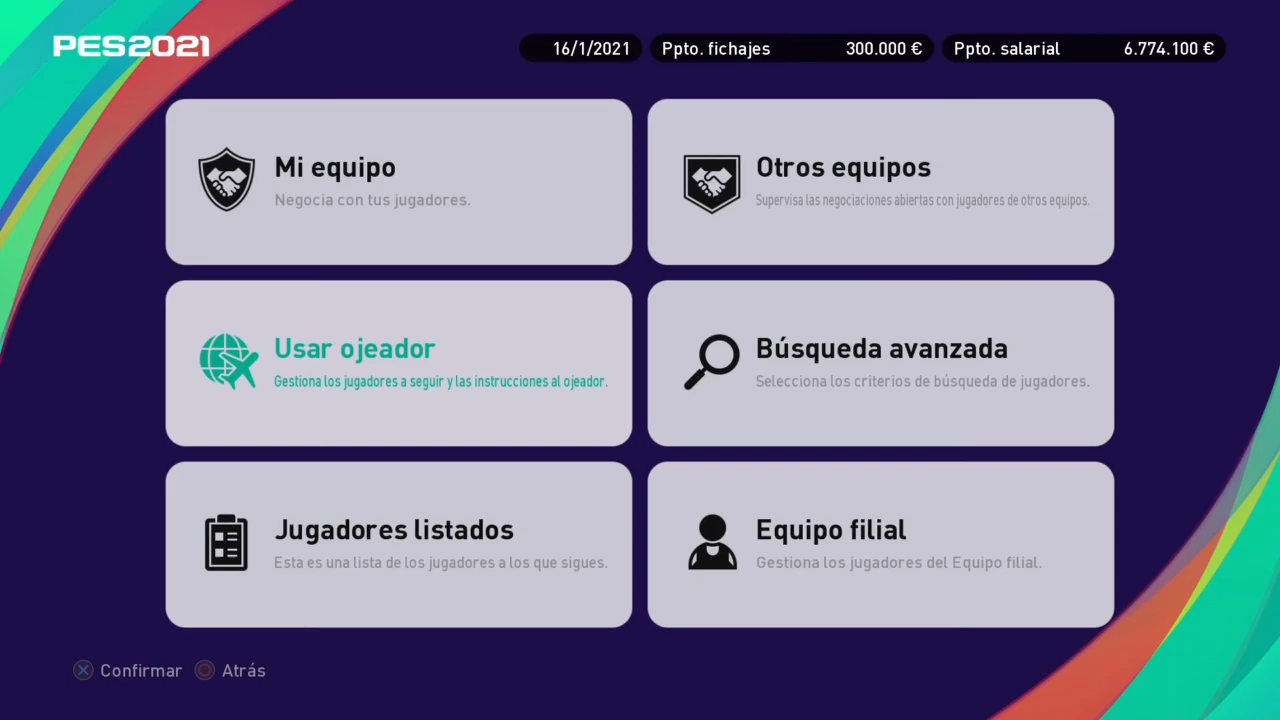 PES2021
16/1/2021
Ppto. fichajes 300.000 €
Ppto. salarial 6.774.100 €
Mi equipo
Negocia con tus jugadores.
Otros equipos
Supervisa las negociaciones abiertas con jugadores de otros equipos.
Usar ojeador
Gestiona los jugadores a seguir y las instrucciones al ojeador.
Búsqueda avanzada
Selecciona los criterios de búsqueda de jugadores.
Jugadores listados
Esta es una lista de los jugadores a los que sigues.
Equipo filial
Gestiona los jugadores del Equipo filial.
Confirmar Atrás